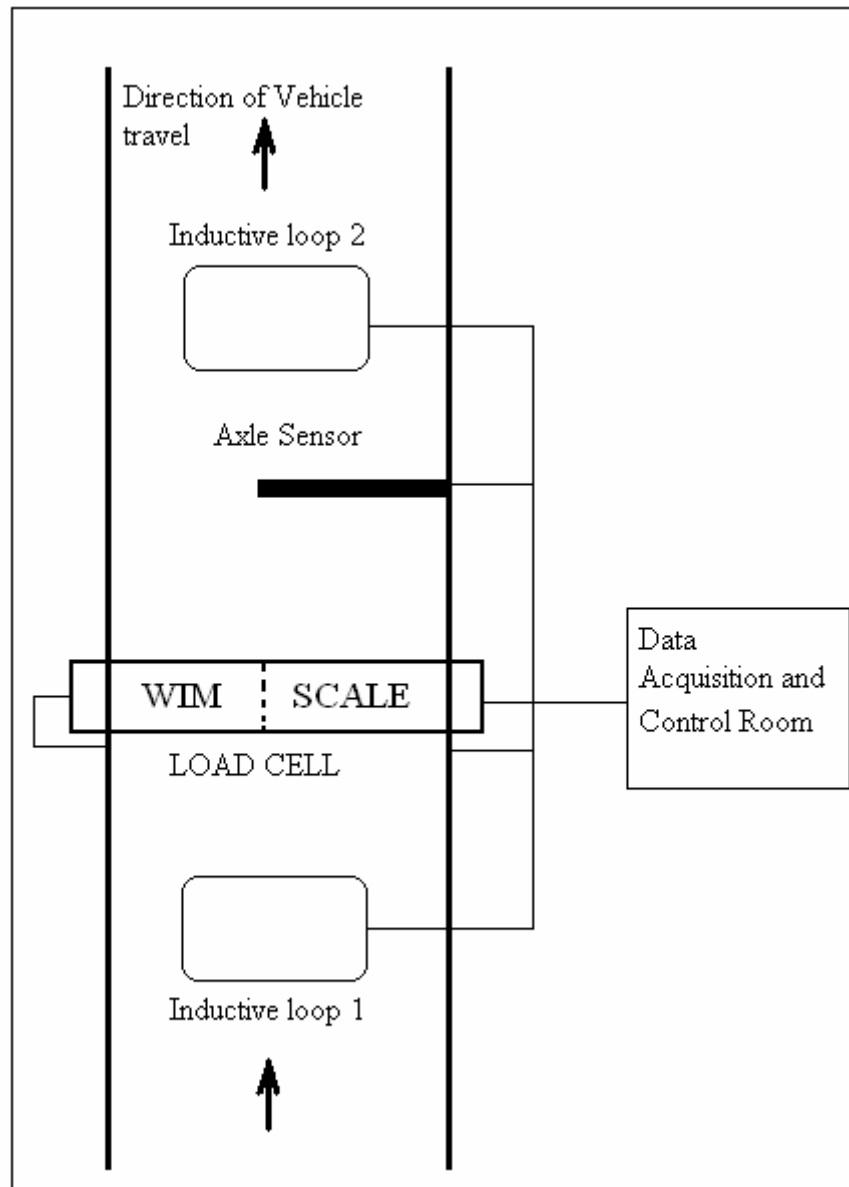 Direction of Vehicle
travel
Inductive loop 2
Axle Sensor
WIM SCALE
LOAD CELL
Data
Acquisition and
Control Room
Inductive loop 1